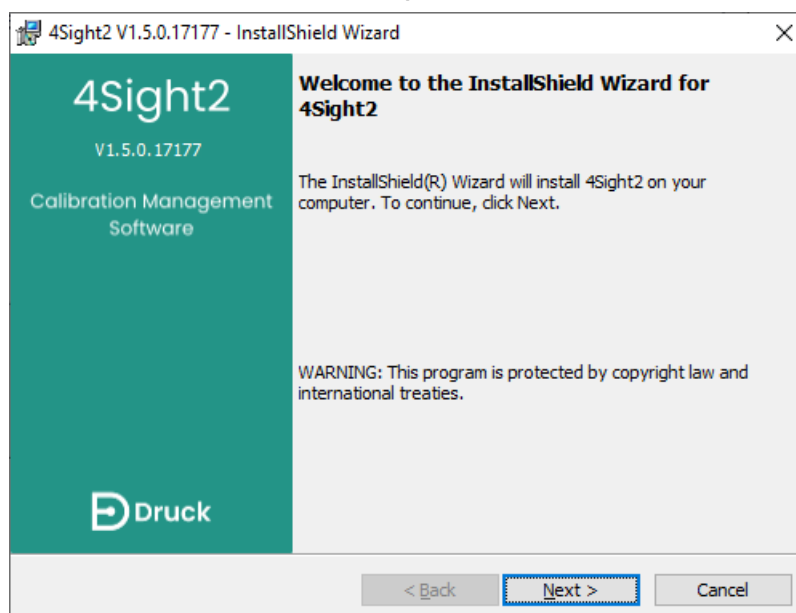 4Sight2 V1.5.0.17177 - InstallShield Wizard
4Sight2
V1.5.0.17177
Calibration Management
Software
Druck
Welcome to the InstallShield Wizard for
4Sight2
The InstallShield(R) Wizard will install 4Sight2 on your
computer. To continue, click Next.
WARNING: This program is protected by copyright law and
international treaties.
< Back
Next >
Cancel